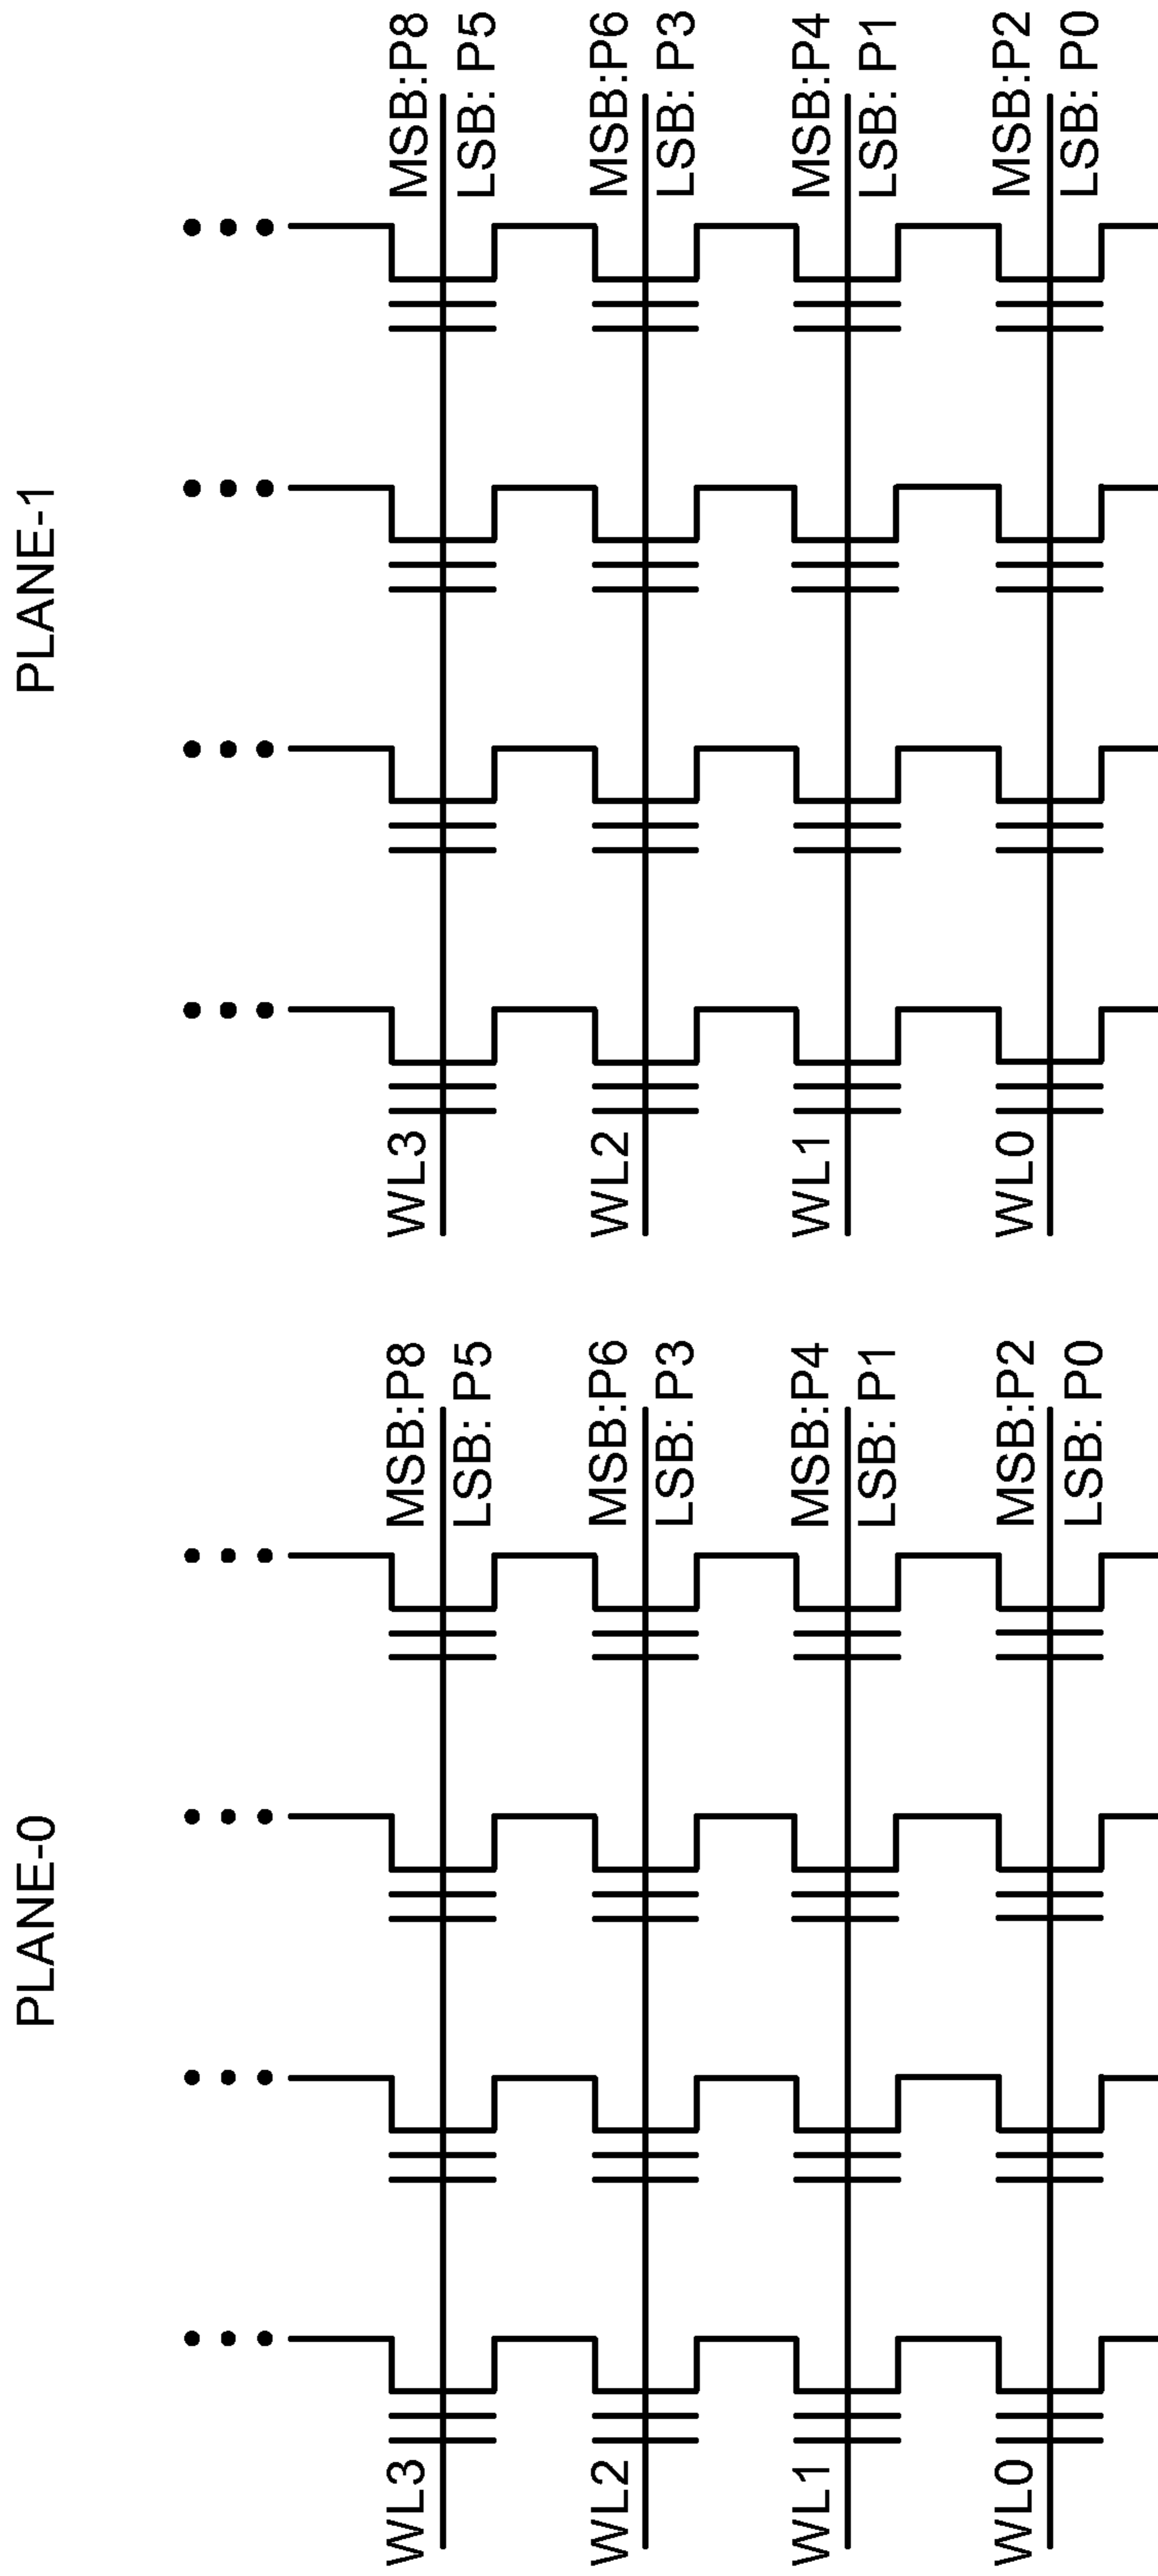 PLANE-0
PLANE-1
WL3
MSB:P8
LSB: P5
WL3
MSB:P8
LSB: P5
WL2
MSB:P6
LSB: P3
WL2
MSB:P6
LSB: P3
WL1
MSB:P4
LSB: P1
WL1
MSB:P4
LSB: P1
WL0
MSB:P2
LSB: P0
WL0
MSB:P2
LSB: P0